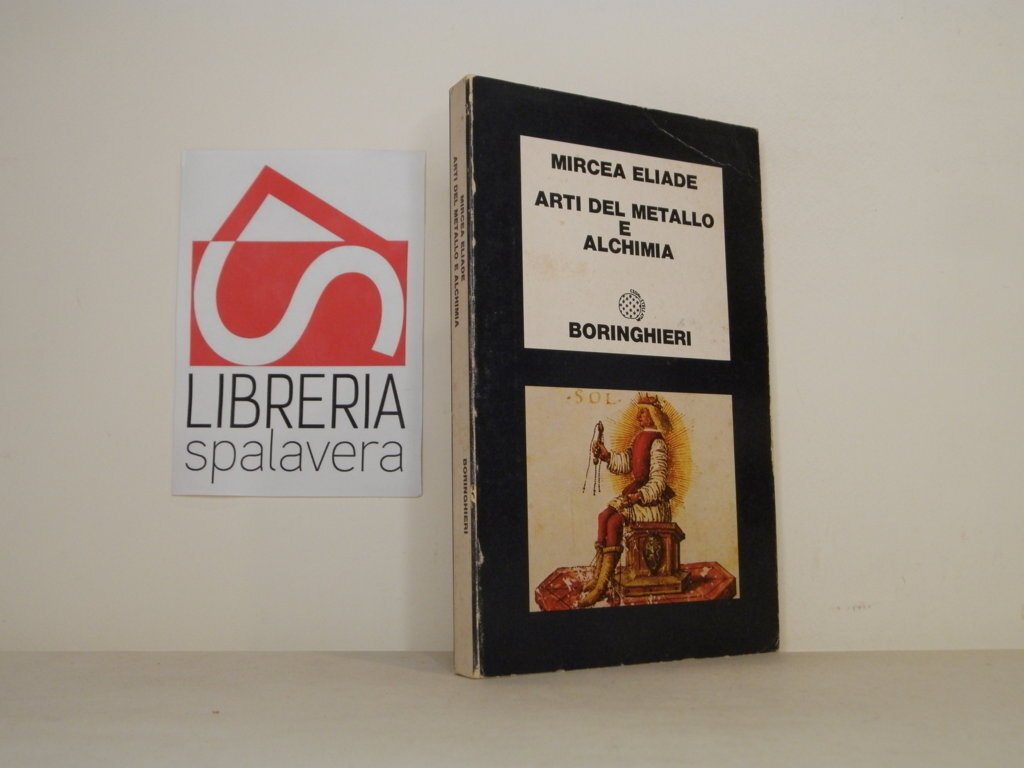 LIBRERIA
spalavera
MIRCEA ELIADE
ARTI DEL METALLO E ALCHIMIA
BORINGHIERI
MIRCEA ELIADE
ARTI DEL METALLO
E
ALCHIMIA
BORINGHIERI
·SOL·